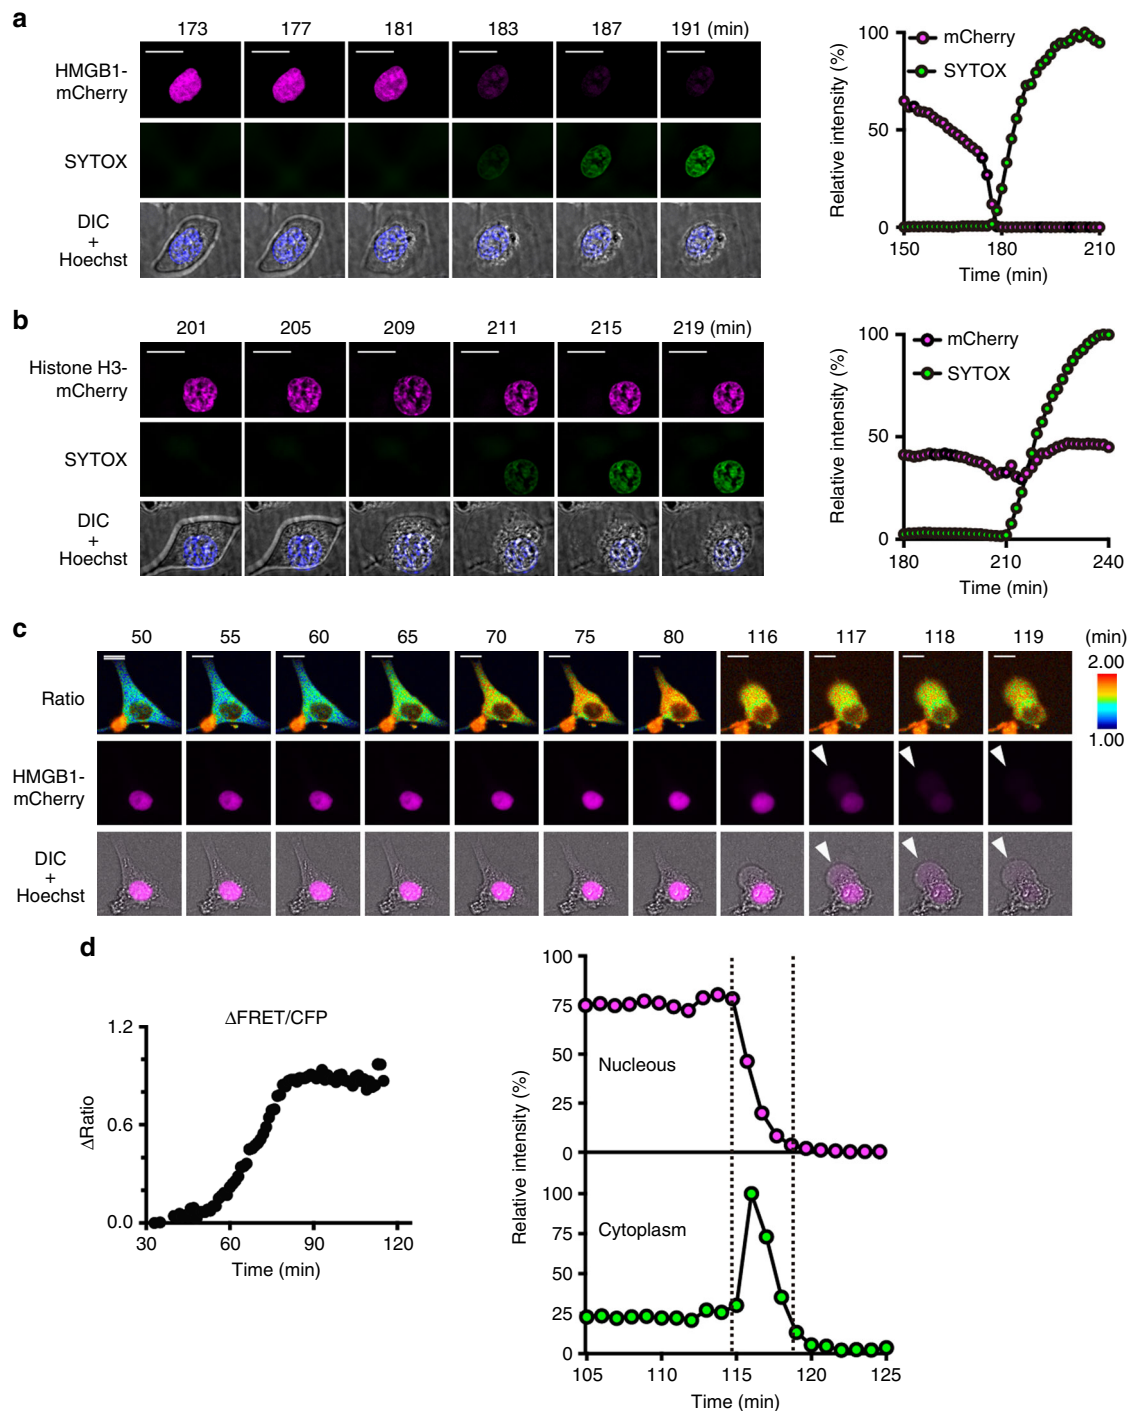 a
173 177 181 183 187 191 (min)
HMGB1-
mCherry
SYTOX
DIC
+
Hoechst
Relative intensity (%)
100
50
0
mCherry
SYTOX
150 180 210
Time (min)
b
201 205 209 211 215 219 (min)
Histone H3-
mCherry
SYTOX
DIC
+
Hoechst
Relative intensity (%)
100
50
0
mCherry
SYTOX
180 210 240
Time (min)
c
50 55 60 65 70 75 80 116 117 118 119 (min)
Ratio
2.00
1.00
HMGB1-
mCherry
DIC
+
Hoechst
d
ΔFRET/CFP
ΔRatio
1.2
0.6
0.0
30 60 90 120
Time (min)
Relative intensity (%)
100
75
50
25
0
Nucleous
100
75
50
25
0
Cytoplasm
105 110 115 120 125
Time (min)